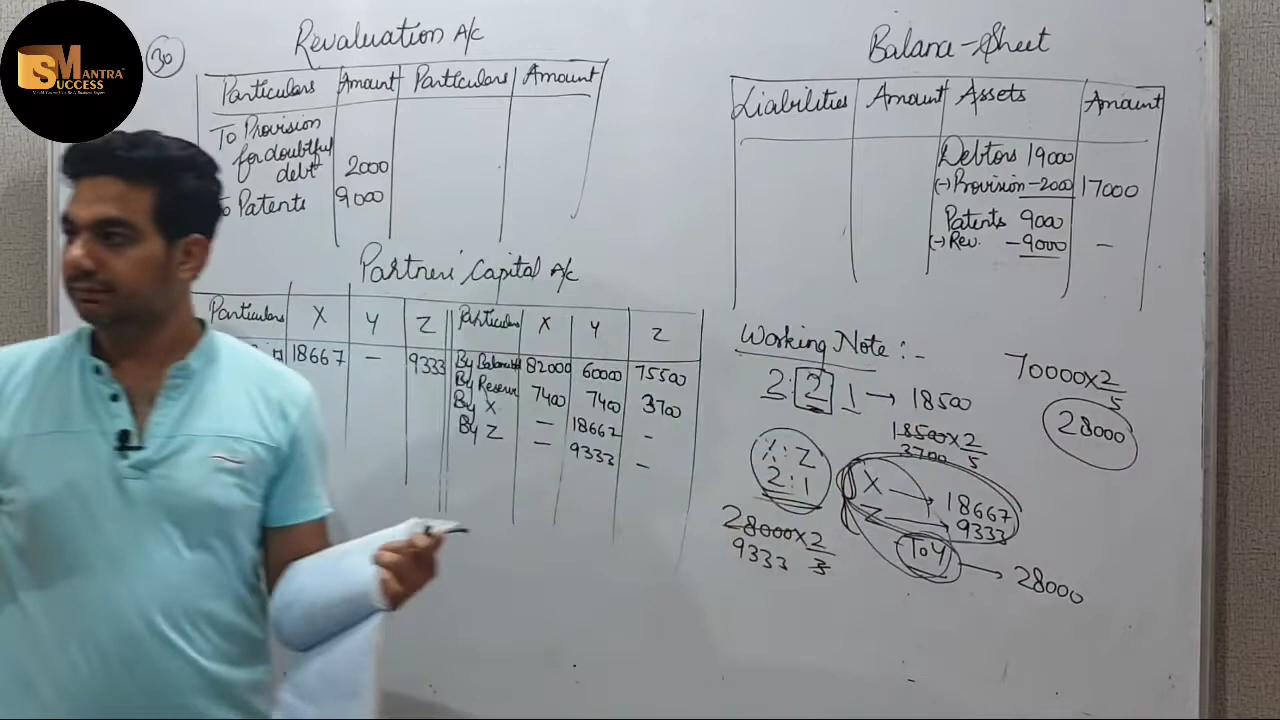 SMANTRA
SUCCESS
30
Revaluation A/c
Particulars Amount Particulars Amount
To Provision
for doubtful
debt 2000
To Patents 9000
Partners' Capital A/c
Particulars X Y Z Particulars X Y Z
18667 — 9333 By Balance b/d 82000 60000 75500
By Reserve 7400 7400 3700
By X — 18667 -
By Z — 9333 —
Balance-Sheet
Liabilities Amount Assets Amount
Debtors 19000
(-) Provision -2000 17000
Patents 9000
(-) Rev. -9000 —
Working Note :-
2:2 1 → 18500
18500×2/5
3700
X:Z
2:1
28000×2/3
9333
X → 18667
Z → 9333
To Y → 28000
70000×2/5
28000